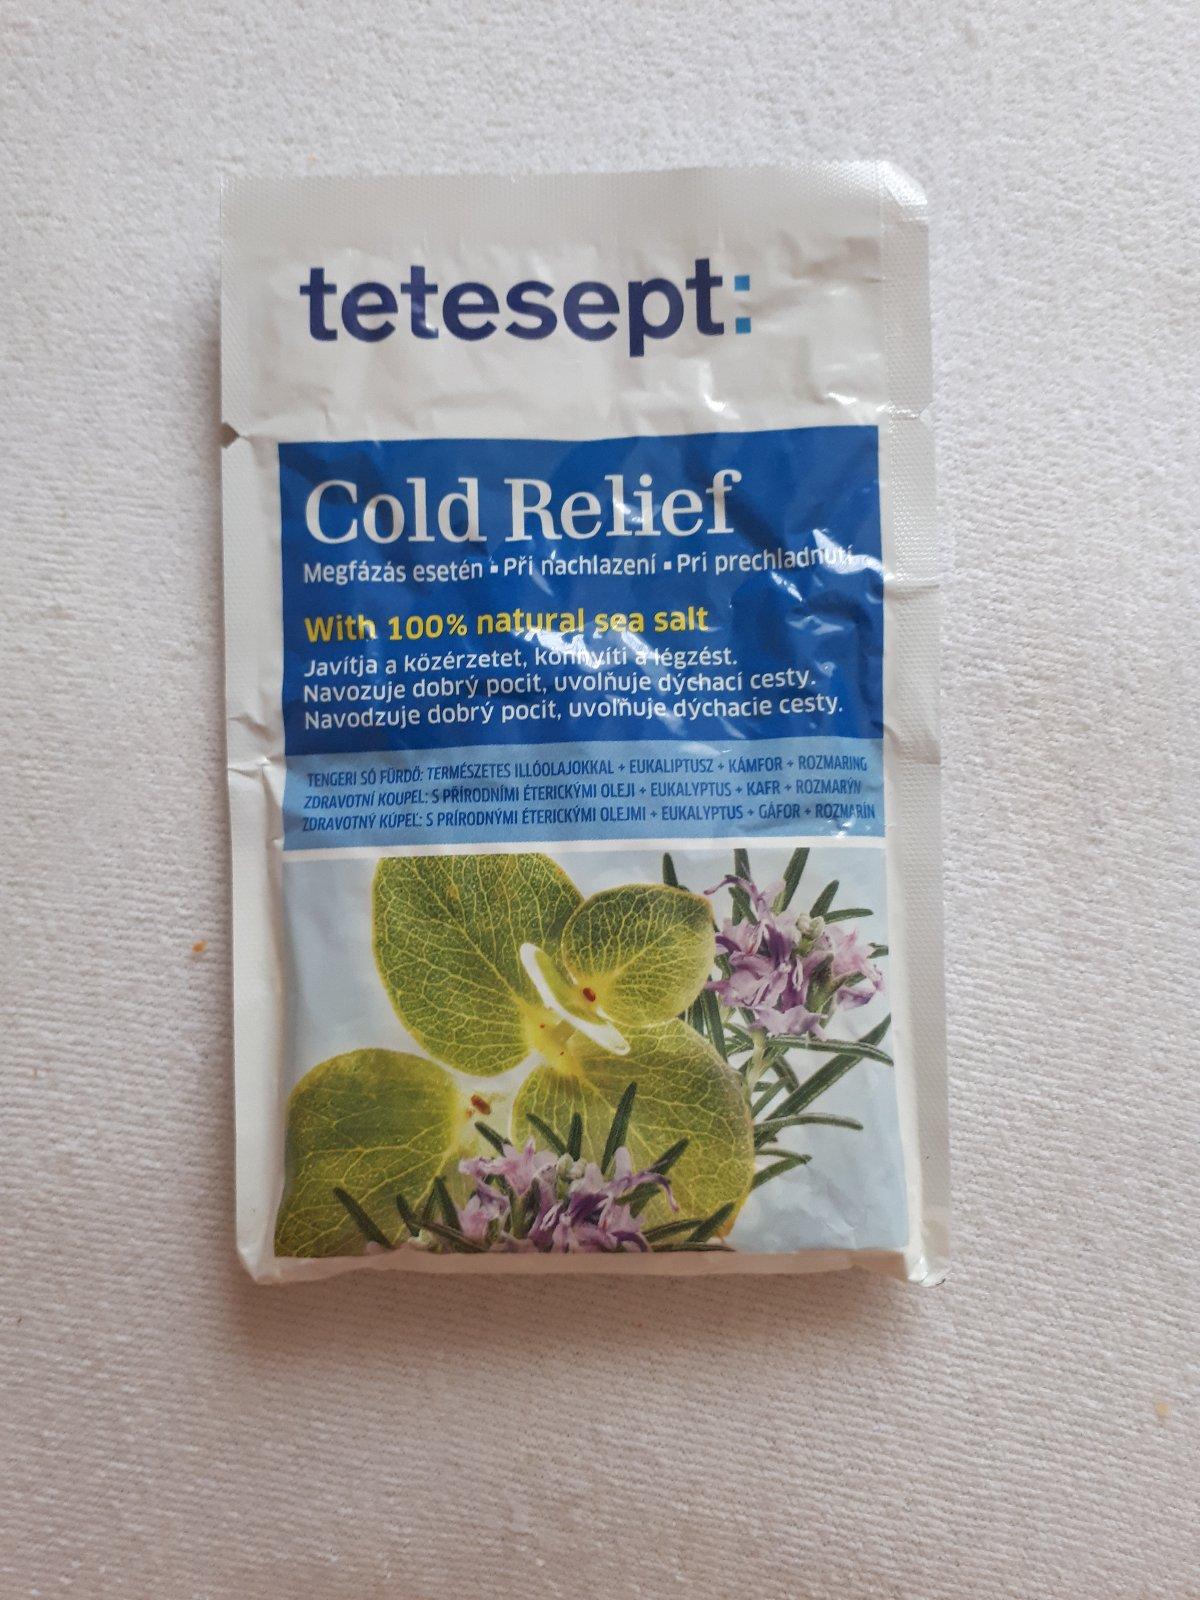 tetesept:
Cold Relief
Megfázás esetén ▪ Při nachlazení ▪ Pri prechladnutí
With 100% natural sea salt
Javítja a közérzetet, könnyíti a légzést.
Navozuje dobrý pocit, uvolňuje dýchací cesty.
Navodzuje dobrý pocit, uvoľňuje dýchacie cesty.
TENGERI SÓ FÜRDŐ: TERMÉSZETES ILLÓOLAJOKKAL + EUKALIPTUSZ + KÁMFOR + ROZMARING
ZDRAVOTNÍ KOUPEL: S PŘÍRODNÍMI ÉTERICKÝMI OLEJI + EUKALYPTUS + KAFR + ROZMARÝN
ZDRAVOTNÝ KÚPEĽ: S PRÍRODNÝMI ÉTERICKÝMI OLEJMI + EUKALYPTUS + GÁFOR + ROZMARÍN